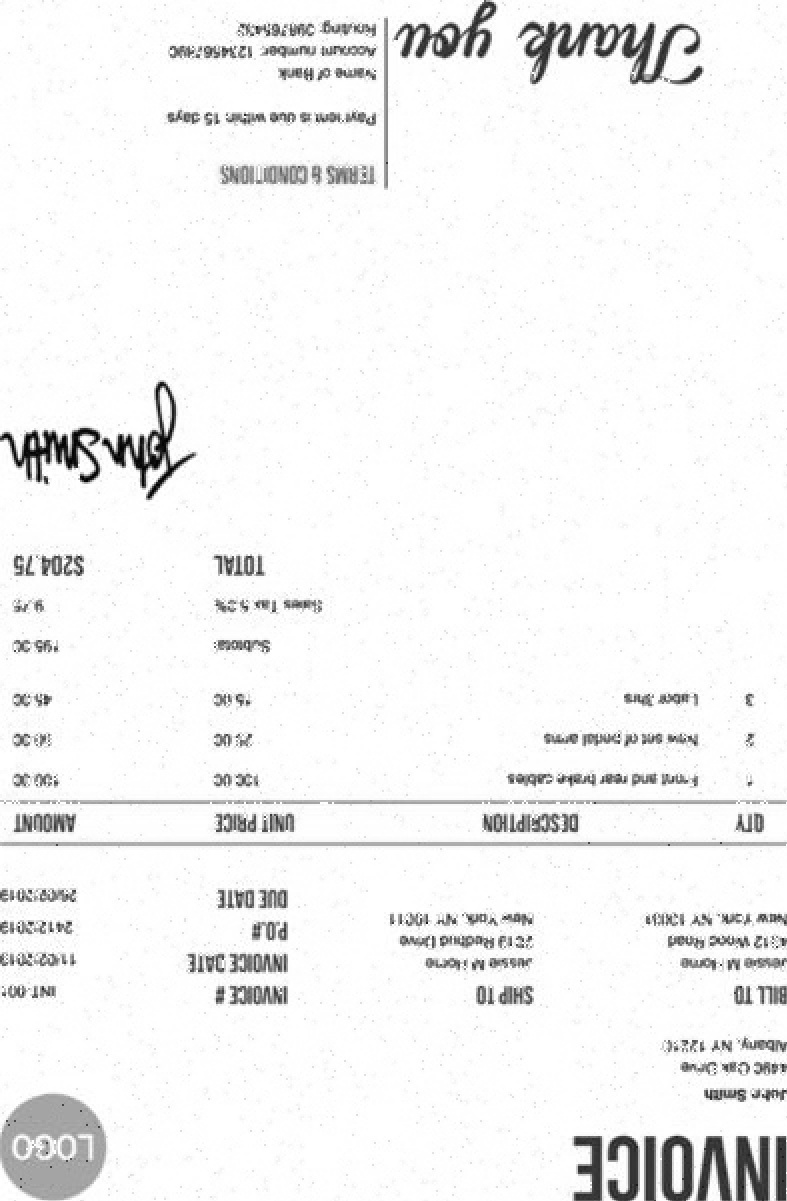 INVOICE
LOGO
John Smith
4490 Oak Drive
Albany, NY
BILL TO
Jessie M Horne
4312 Wood Road
New York, NY
SHIP TO
Jessie M Horne
2019 Redbud Drive
New York, NY 10011
INVOICE # INT-001
INVOICE DATE 11/02/2019
P.O.# 2412/2019
DUE DATE 26/02/2019
QTY DESCRIPTION UNIT PRICE AMOUNT
1 Front and rear brake cables 100.00 100.00
2 New set of pedal arms 25.00 50.00
3 Labor 3hrs 15.00 45.00
Subtotal 195.00
Sales Tax 5.0% 9.75
TOTAL $204.75
John Smith
Thank you
TERMS & CONDITIONS
Payment is due within 15 days
Name of Bank
Account number: 1234567890
Routing: 098765432